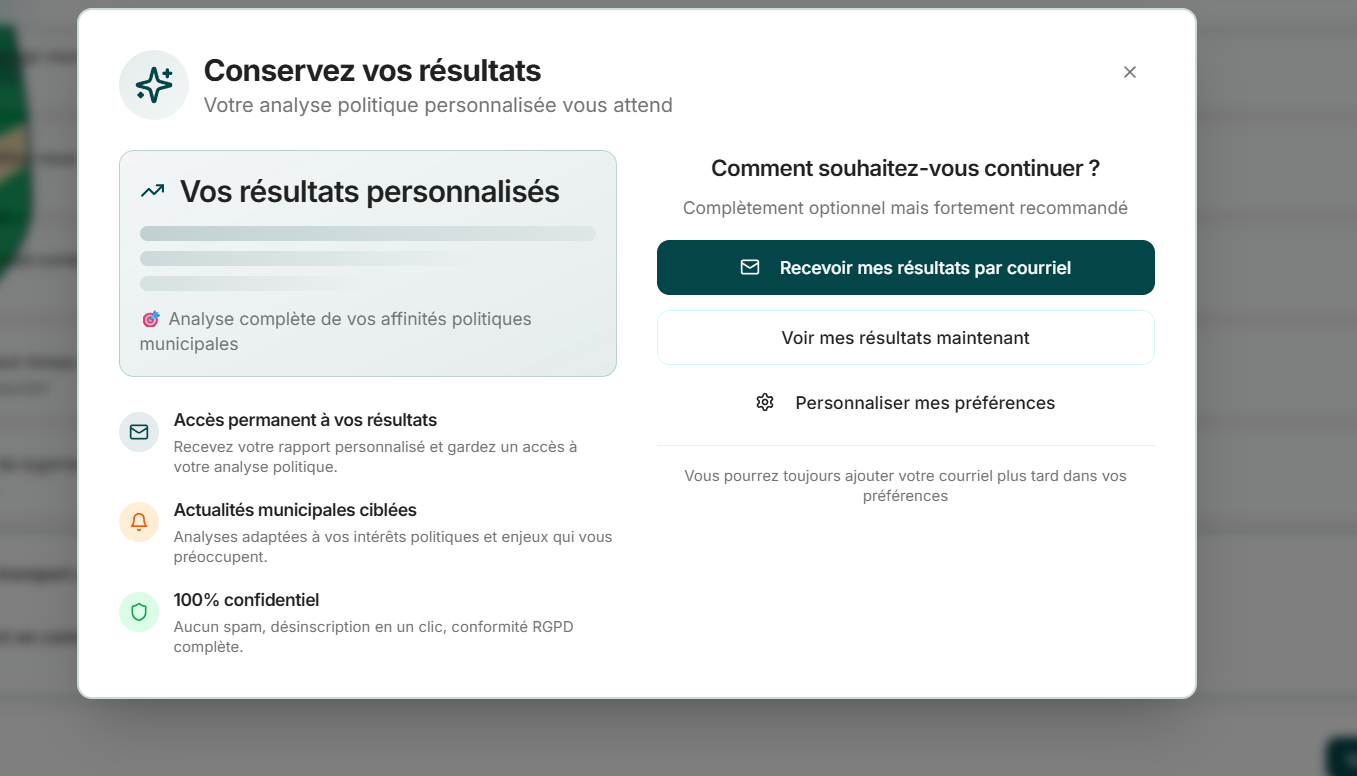 Conservez vos résultats
Votre analyse politique personnalisée vous attend
Vos résultats personnalisés
🎯 Analyse complète de vos affinités politiques
municipales
Accès permanent à vos résultats
Recevez votre rapport personnalisé et gardez un accès à
votre analyse politique.
Actualités municipales ciblées
Analyses adaptées à vos intérêts politiques et enjeux qui vous
préoccupent.
100% confidentiel
Aucun spam, désinscription en un clic, conformité RGPD
complète.
Comment souhaitez-vous continuer ?
Complètement optionnel mais fortement recommandé
Recevoir mes résultats par courriel
Voir mes résultats maintenant
Personnaliser mes préférences
Vous pourrez toujours ajouter votre courriel plus tard dans vos
préférences